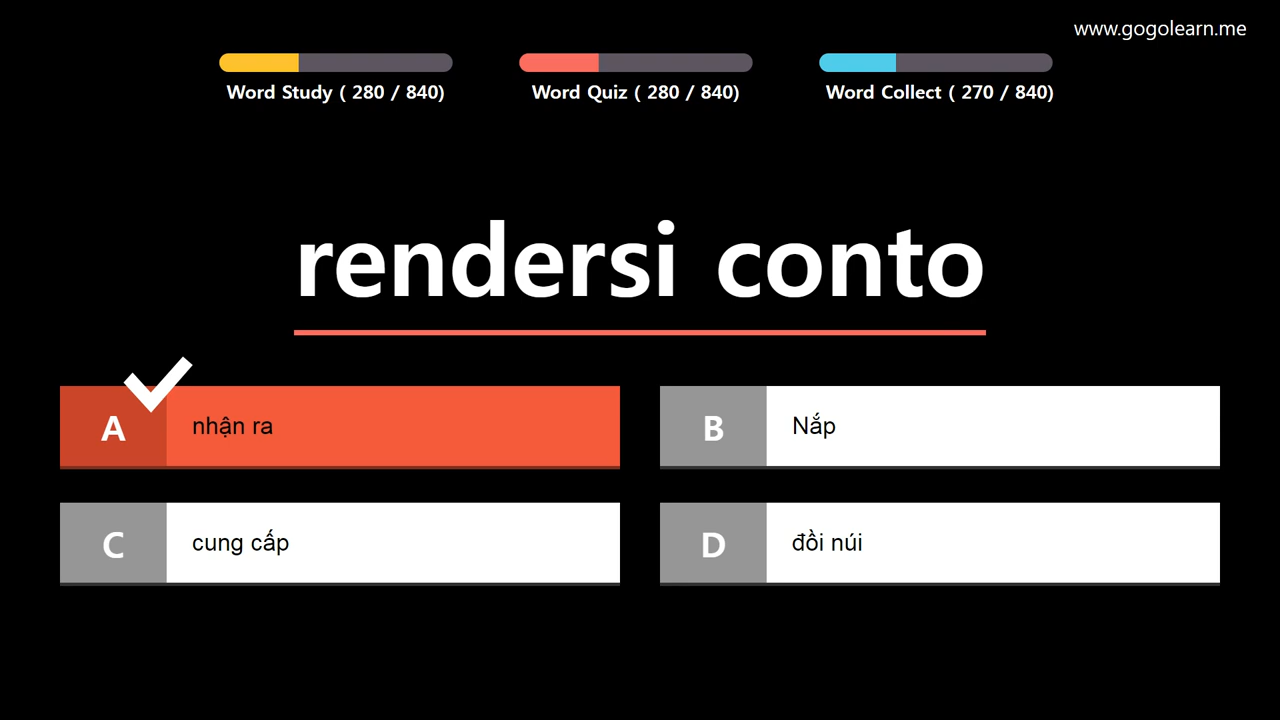 www.gogolearn.me
Word Study ( 280 / 840)
Word Quiz ( 280 / 840)
Word Collect ( 270 / 840)
rendersi conto
A
nhận ra
B
Nắp
C
cung cấp
D
đồi núi